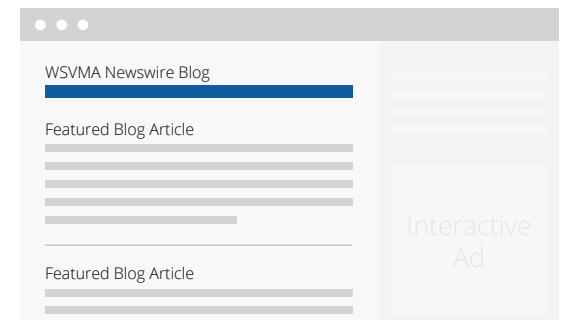 WSVMA Newswire Blog
Featured Blog Article
Featured Blog Article
Interactive
Ad